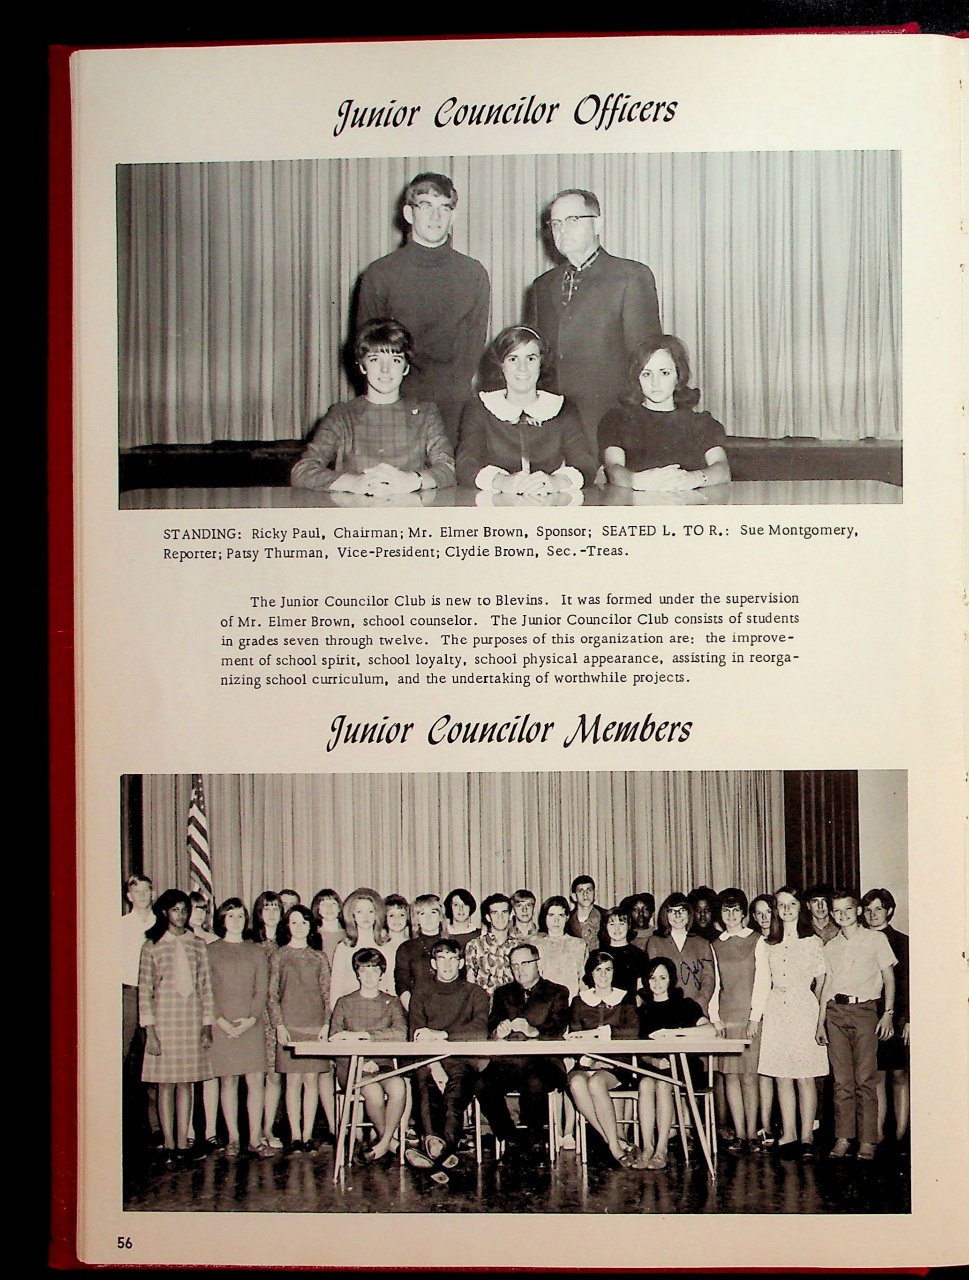 Junior Councilor Officers
STANDING: Ricky Paul, Chairman; Mr. Elmer Brown, Sponsor; SEATED L. TO R.: Sue Montgomery,
Reporter; Patsy Thurman, Vice-President; Clydie Brown, Sec.-Treas.
The Junior Councilor Club is new to Blevins. It was formed under the supervision
of Mr. Elmer Brown, school counselor. The Junior Councilor Club consists of students
in grades seven through twelve. The purposes of this organization are: the improve-
ment of school spirit, school loyalty, school physical appearance, assisting in reorga-
nizing school curriculum, and the undertaking of worthwhile projects.
Junior Councilor Members
56